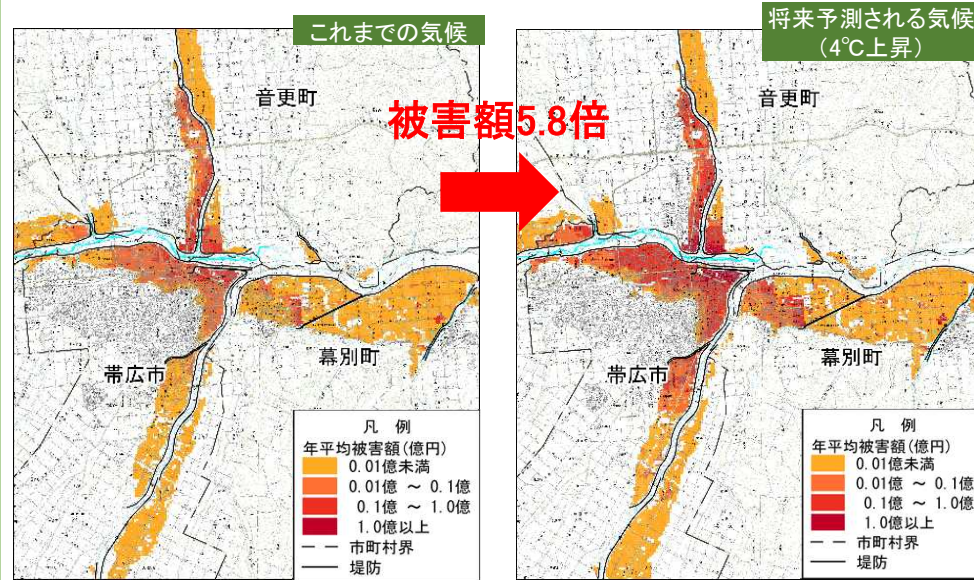 これまでの気候
将来予測される気候
(4℃上昇)
被害額5.8倍
音更町
帯広市
幕別町
凡 例
年平均被害額(億円)
0.01億未満
0.01億 ～ 0.1億
0.1億 ～ 1.0億
1.0億以上
市町村界
堤防
音更町
帯広市
幕別町
凡 例
年平均被害額(億円)
0.01億未満
0.01億 ～ 0.1億
0.1億 ～ 1.0億
1.0億以上
市町村界
堤防